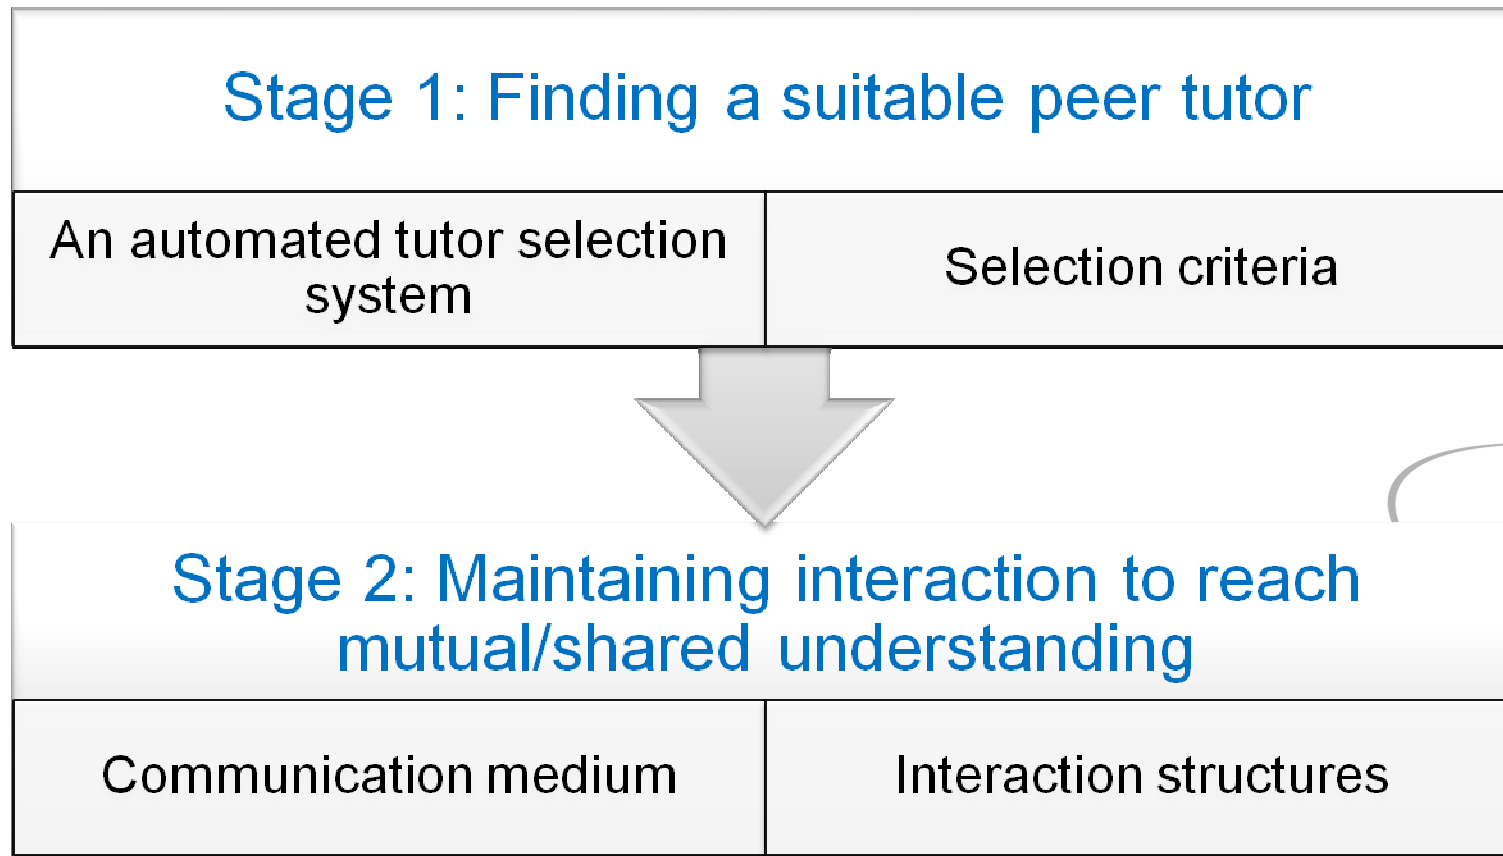 Stage 1: Finding a suitable peer tutor
An automated tutor selection
system
Selection criteria
Stage 2: Maintaining interaction to reach
mutual/shared understanding
Communication medium
Interaction structures